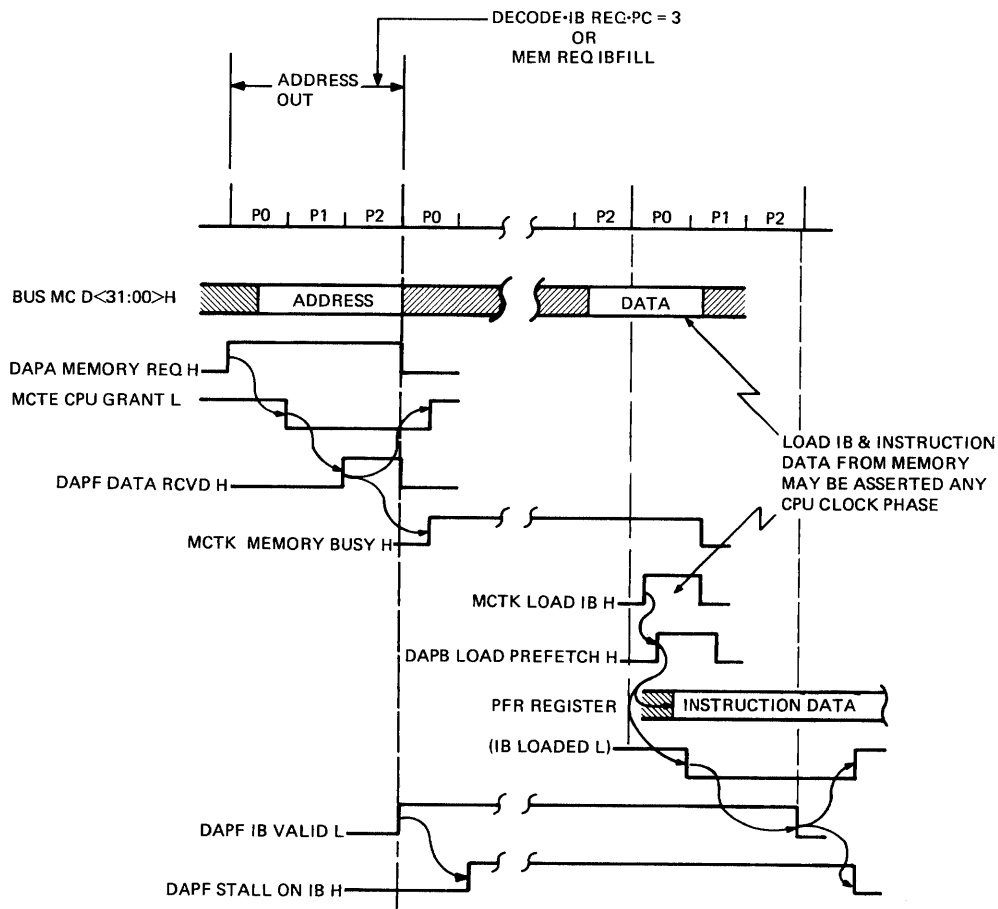 DECODE·IB REQ·PC = 3
OR
MEM REQ IBFILL
ADDRESS
OUT
P0 P1 P2 P0 P2 P0 P1 P2
BUS MC D<31:00>H
ADDRESS
DATA
DAPA MEMORY REQ H
MCTE CPU GRANT L
LOAD IB & INSTRUCTION
DATA FROM MEMORY
MAY BE ASSERTED ANY
CPU CLOCK PHASE
DAPF DATA RCVD H
MCTK MEMORY BUSY H
MCTK LOAD IB H
DAPB LOAD PREFETCH H
PFR REGISTER
INSTRUCTION DATA
(IB LOADED L)
DAPF IB VALID L
DAPF STALL ON IB H